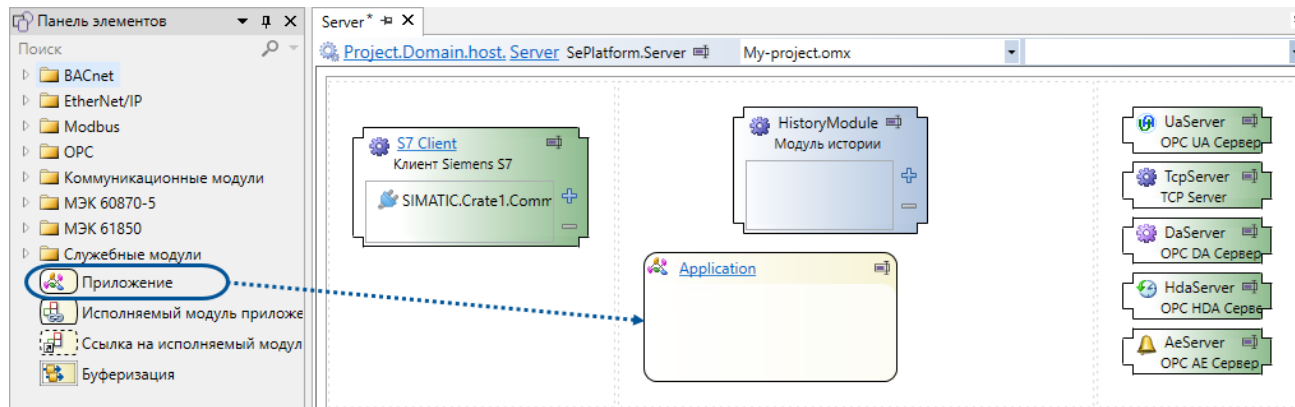 Панель элементов
Поиск
BACnet
EtherNet/IP
Modbus
OPC
Коммуникационные модули
МЭК 60870-5
МЭК 61850
Служебные модули
Приложение
Исполняемый модуль приложе
Ссылка на исполняемый модул
Буферизация
Server*
Project.Domain.host. Server SePlatform.Server My-project.omx
S7 Client
Клиент Siemens S7
SIMATIC.Crate1.Comm
HistoryModule
Модуль истории
Application
UaServer
OPC UA Сервер
TcpServer
TCP Server
DaServer
OPC DA Сервер
HdaServer
OPC HDA Серве
AeServer
OPC AE Сервер